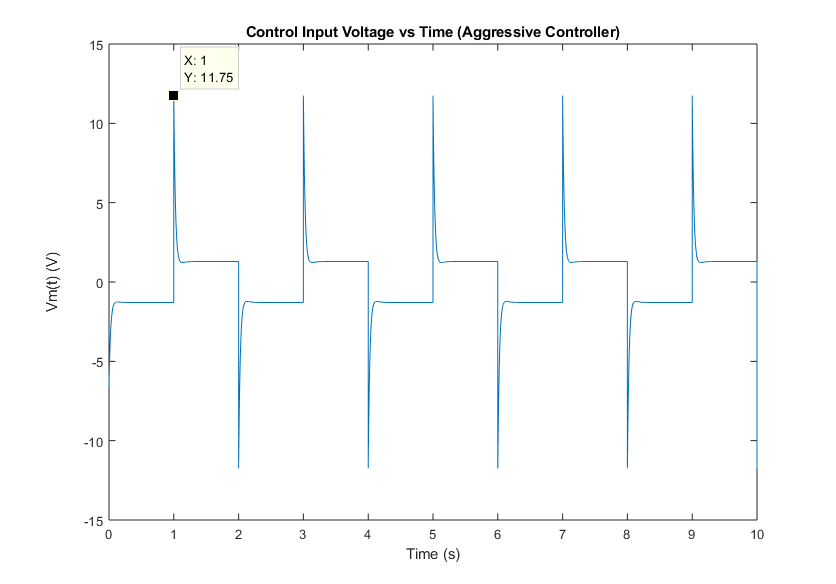 Control Input Voltage vs Time (Aggressive Controller)
X: 1
Y: 11.75
15
10
5
0
-5
-10
-15
Vm(t) (V)
0 1 2 3 4 5 6 7 8 9 10
Time (s)